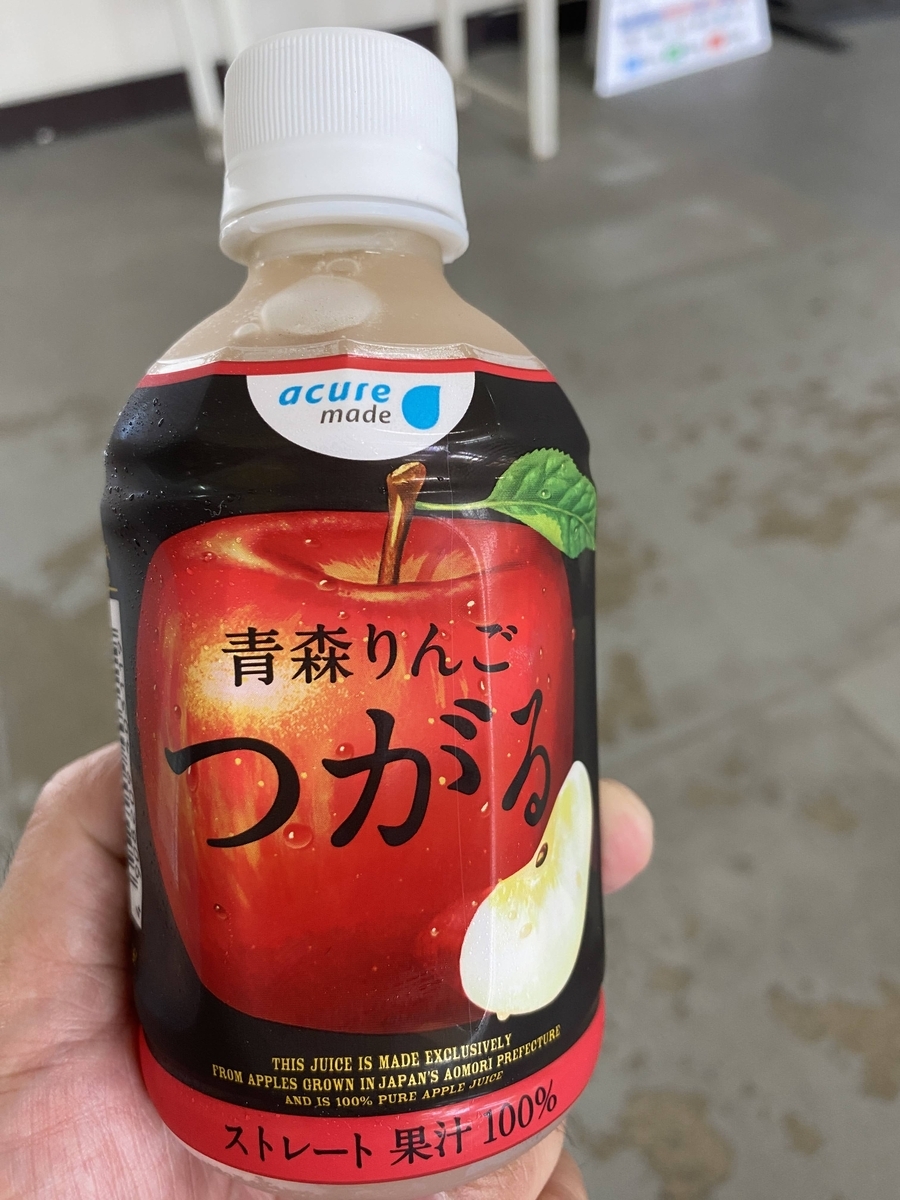 acure
made
青森りんご
つがる
THIS JUICE IS MADE EXCLUSIVELY
FROM APPLES GROWN IN JAPAN'S AOMORI PREFECTURE
AND IS 100% PURE APPLE JUICE
ストレート 果汁 100%